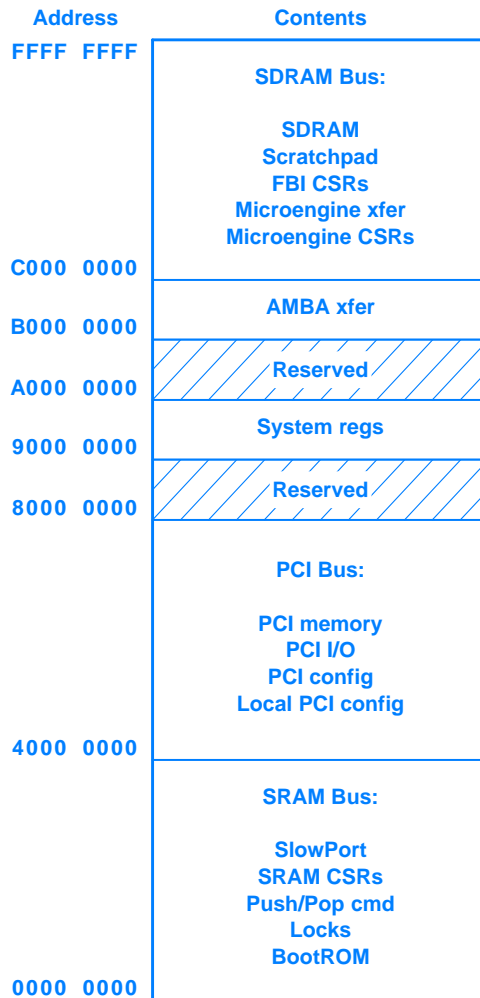 Address Contents
FFFF FFFF
SDRAM Bus:
SDRAM
Scratchpad
FBI CSRs
Microengine xfer
Microengine CSRs
C000 0000
AMBA xfer
B000 0000
Reserved
A000 0000
System regs
9000 0000
Reserved
8000 0000
PCI Bus:
PCI memory
PCI I/O
PCI config
Local PCI config
4000 0000
SRAM Bus:
SlowPort
SRAM CSRs
Push/Pop cmd
Locks
BootROM
0000 0000